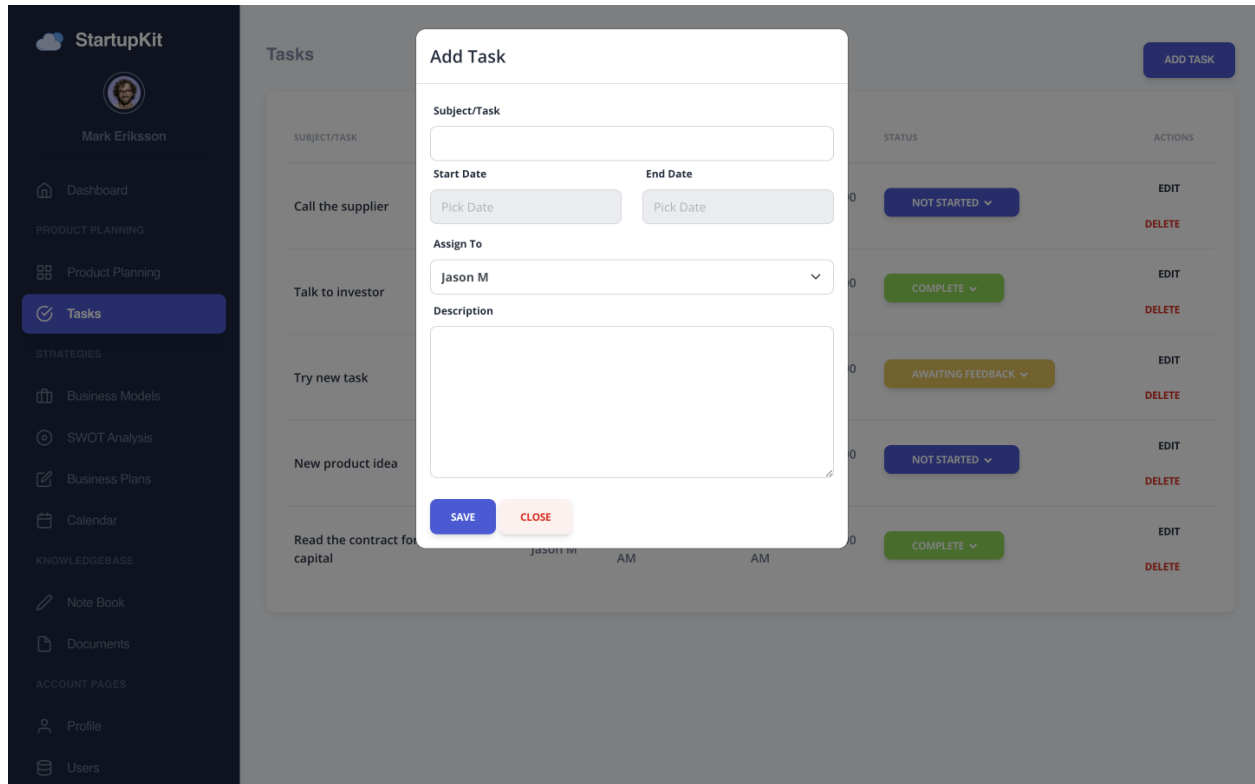 StartupKit
Mark Eriksson
Dashboard
PRODUCT PLANNING
Product Planning
Tasks
STRATEGIES
Business Models
SWOT Analysis
Business Plans
Calendar
KNOWLEDGEBASE
Note Book
Documents
ACCOUNT PAGES
Profile
Users
Tasks
ADD TASK
SUBJECT/TASK
STATUS
ACTIONS
Call the supplier
NOT STARTED
EDIT
DELETE
Talk to investor
COMPLETE
EDIT
DELETE
Try new task
AWAITING FEEDBACK
EDIT
DELETE
New product idea
NOT STARTED
EDIT
DELETE
Read the contract for
capital
Jason M
AM
AM
COMPLETE
EDIT
DELETE
Add Task
Subject/Task
Start Date
End Date
Pick Date
Pick Date
Assign To
Jason M
Description
SAVE
CLOSE